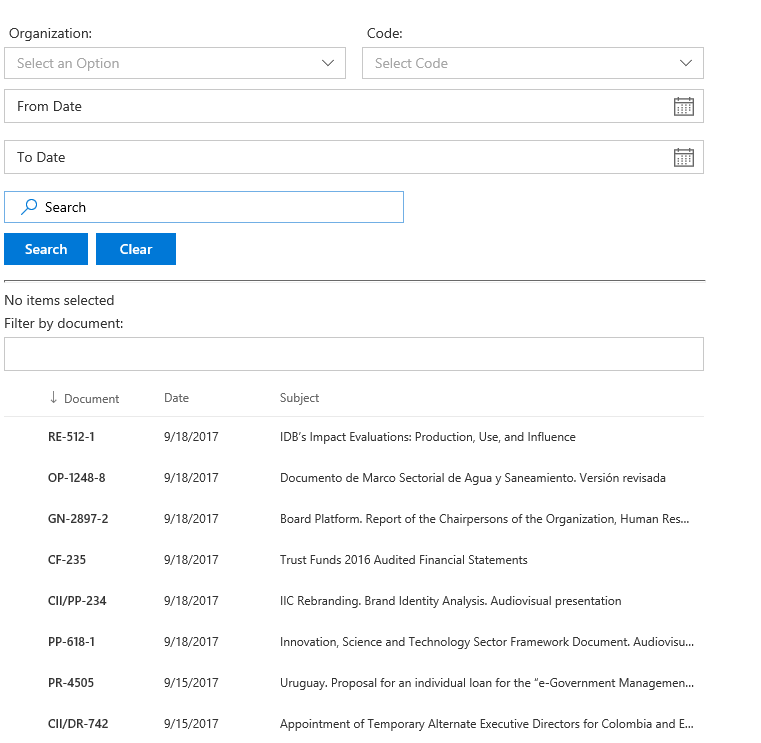 Organization: Code:
Select an Option Select Code
From Date
To Date
Search
Search Clear
No items selected
Filter by document:
↓ Document Date Subject
RE-512-1 9/18/2017 IDB’s Impact Evaluations: Production, Use, and Influence
OP-1248-8 9/18/2017 Documento de Marco Sectorial de Agua y Saneamiento. Versión revisada
GN-2897-2 9/18/2017 Board Platform. Report of the Chairpersons of the Organization, Human Res...
CF-235 9/18/2017 Trust Funds 2016 Audited Financial Statements
CII/PP-234 9/18/2017 IIC Rebranding. Brand Identity Analysis. Audiovisual presentation
PP-618-1 9/18/2017 Innovation, Science and Technology Sector Framework Document. Audiovisu...
PR-4505 9/15/2017 Uruguay. Proposal for an individual loan for the “e-Government Managemen...
CII/DR-742 9/15/2017 Appointment of Temporary Alternate Executive Directors for Colombia and E...